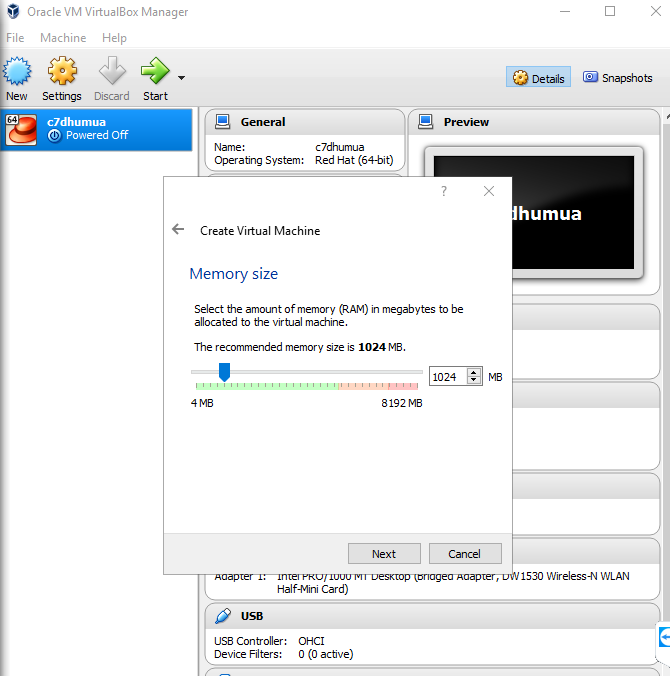 Oracle VM VirtualBox Manager
File Machine Help
New Settings Discard Start
Details Snapshots
64
c7dhumua
Powered Off
General
Name: c7dhumua
Operating System: Red Hat (64-bit)
Preview
dhumua
?
Create Virtual Machine
Memory size
Select the amount of memory (RAM) in megabytes to be
allocated to the virtual machine.
The recommended memory size is 1024 MB.
1024 MB
4 MB 8192 MB
Next Cancel
Adapter 1: Intel PRO/1000 MT Desktop (Bridged Adapter, DW1530 Wireless-N WLAN
Half-Mini Card)
USB
USB Controller: OHCI
Device Filters: 0 (0 active)